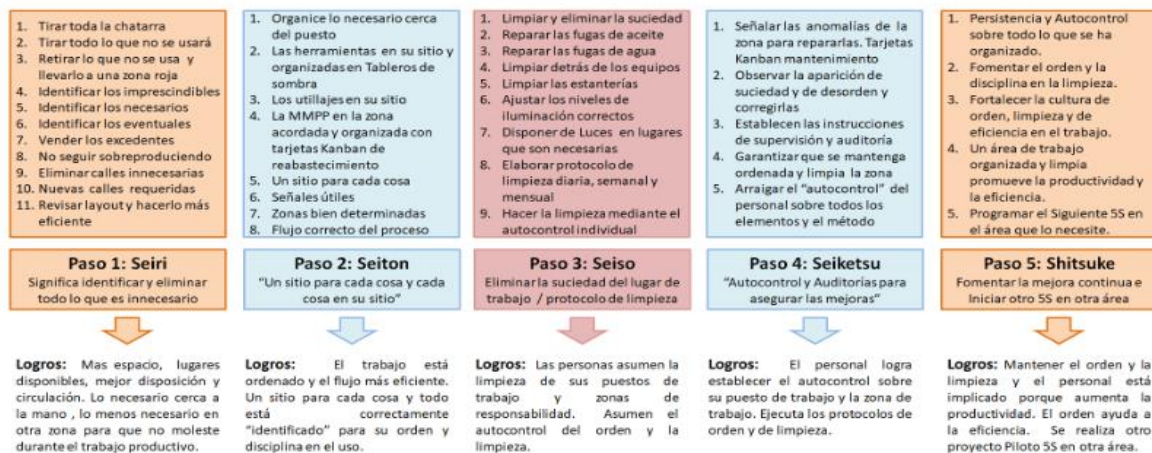 1. Tirar toda la chatarra
2. Tirar todo lo que no se usará
3. Retirar lo que no se usa y
llevarlo a una zona roja
4. Identificar los imprescindibles
5. Identificar los necesarios
6. Identificar los eventuales
7. Vender los excedentes
8. No seguir sobreproduciendo
9. Eliminar calles innecesarias
10. Nuevas calles requeridas
11. Revisar layout y hacerlo más
eficiente
Paso 1: Seiri
Significa identificar y eliminar
todo lo que es innecesario
Logros: Mas espacio, lugares
disponibles, mejor disposición y
circulación. Lo necesario cerca a
la mano , lo menos necesario en
otra zona para que no moleste
durante el trabajo productivo.
1. Organice lo necesario cerca
del puesto
2. Las herramientas en su sitio y
organizadas en Tableros de
sombra
3. Los utillajes en su sitio
4. La MMPP en la zona
acordada y organizada con
tarjetas Kanban de
reabastecimiento
5. Un sitio para cada cosa
6. Señales útiles
7. Zonas bien determinadas
8. Flujo correcto del proceso
Paso 2: Seiton
“Un sitio para cada cosa y cada
cosa en su sitio”
Logros: El trabajo está
ordenado y el flujo más eficiente.
Un sitio para cada cosa y todo
está correctamente
“identificado” para su orden y
disciplina en el uso.
1. Limpiar y eliminar la suciedad
2. Reparar las fugas de aceite
3. Reparar las fugas de agua
4. Limpiar detrás de los equipos
5. Limpiar las estanterías
6. Ajustar los niveles de
iluminación correctos
7. Disponer de Luces en lugares
que son necesarias
8. Elaborar protocolo de
limpieza diaria, semanal y
mensual
9. Hacer la limpieza mediante el
autocontrol individual
Paso 3: Seiso
Eliminar la suciedad del lugar de
trabajo / protocolo de limpieza
Logros: Las personas asumen la
limpieza de sus puestos de
trabajo y zonas de
responsabilidad. Asumen el
autocontrol del orden y la
limpieza.
1. Señalar las anomalías de la
zona para repararlas. Tarjetas
Kanban mantenimiento
2. Observar la aparición de
suciedad y de desorden y
corregirlas
3. Establecen las instrucciones
de supervisión y auditoría
4. Garantizar que se mantenga
ordenada y limpia la zona
5. Arraigar el “autocontrol” del
personal sobre todos los
elementos y el método
Paso 4: Seiketsu
“Autocontrol y Auditorías para
asegurar las mejoras“
Logros: El personal logra
establecer el autocontrol sobre
su puesto de trabajo y la zona de
trabajo. Ejecuta los protocolos de
orden y de limpieza.
1. Persistencia y Autocontrol
sobre todo lo que se ha
organizado.
2. Fomentar el orden y la
disciplina en la limpieza.
3. Fortalecer la cultura de
orden, limpieza y de
eficiencia en el trabajo.
4. Un área de trabajo
organizada y limpia
promueve la productividad y
la eficiencia.
5. Programar el Siguiente 5S en
el área que lo necesite.
Paso 5: Shitsuke
Fomentar la mejora continua e
Iniciar otro 5S en otra área
Logros: Mantener el orden y la
limpieza y el personal está
implicado porque aumenta la
productividad. El orden ayuda a
la eficiencia. Se realiza otro
proyecto Piloto 5S en otra área.